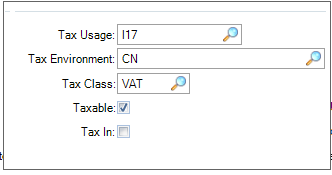 Tax Usage: I17
Tax Environment: CN
Tax Class: VAT
Taxable:
Tax In: